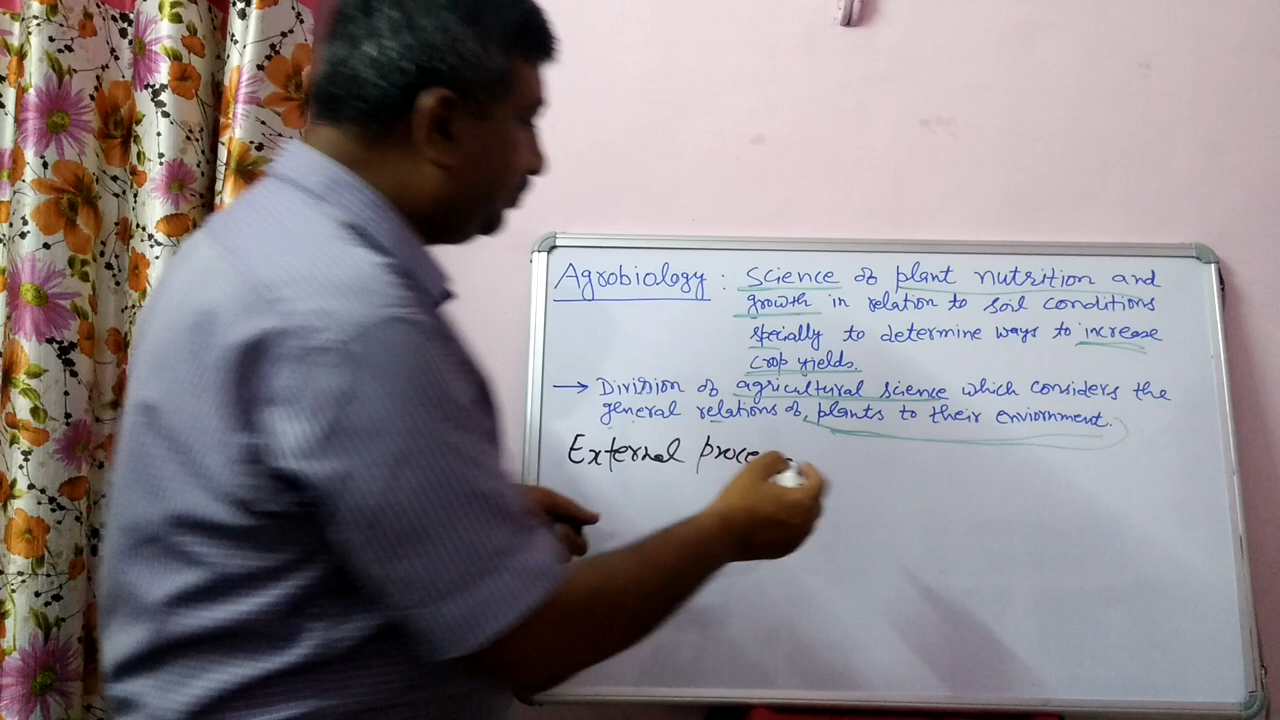 Agrobiology : Science of plant nutrition and
growth in relation to soil conditions
specially to determine ways to increase
crop yields.
→ Division of agricultural science which considers the
general relations of plants to their enviornment.
External